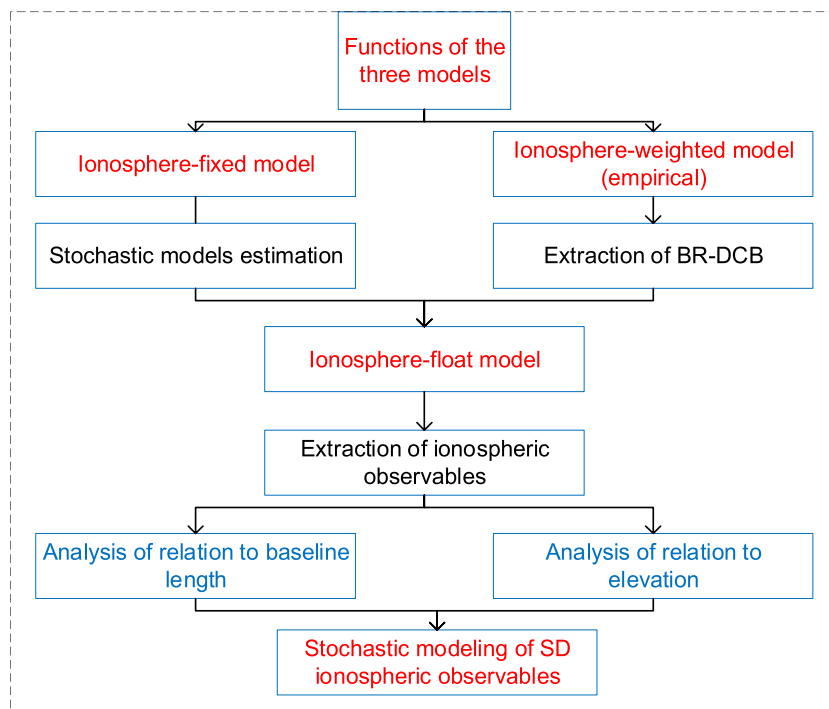 Functions of the
three models
Ionosphere-fixed model
Ionosphere-weighted model
(empirical)
Stochastic models estimation
Extraction of BR-DCB
Ionosphere-float model
Extraction of ionospheric
observables
Analysis of relation to baseline
length
Analysis of relation to
elevation
Stochastic modeling of SD
ionospheric observables